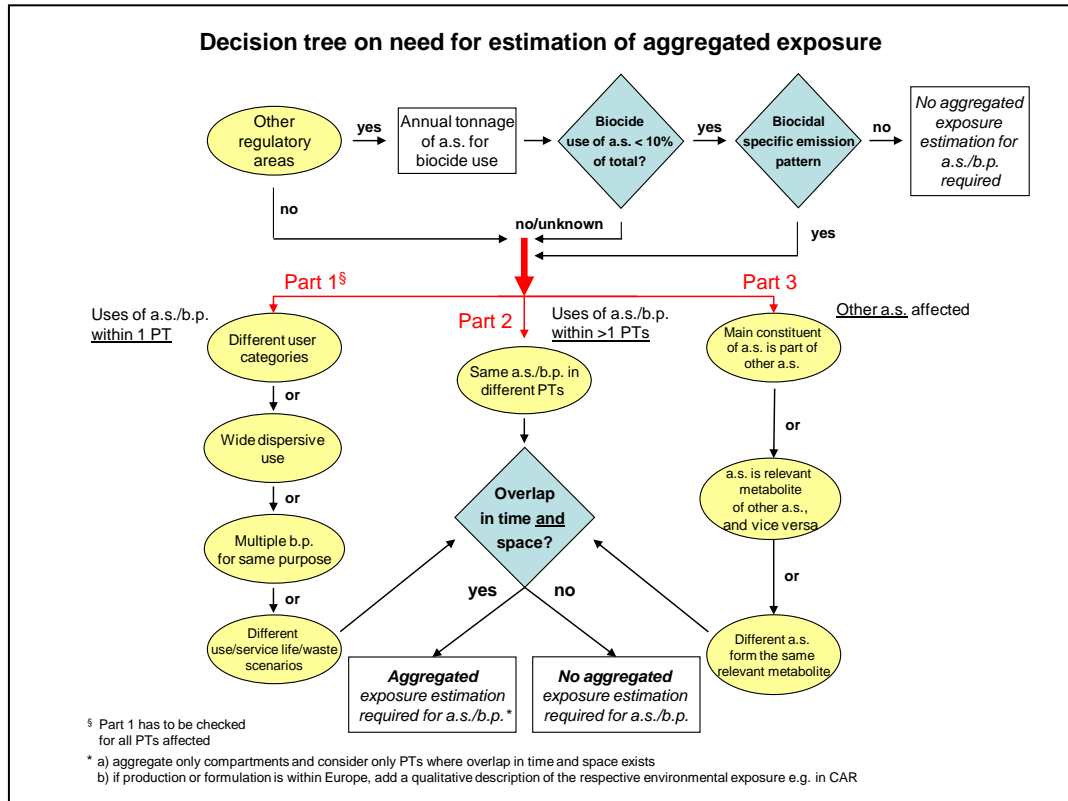 Decision tree on need for estimation of aggregated exposure
Other
regulatory
areas
yes
Annual tonnage
of a.s. for
biocide use
Biocide
use of a.s. < 10%
of total?
yes
Biocidal
specific emission
pattern
no
No aggregated
exposure
estimation for
a.s./b.p.
required
no
no/unknown
yes
Part 1§
Part 2
Part 3
Uses of a.s./b.p.
within 1 PT
Uses of a.s./b.p.
within >1 PTs
Other a.s. affected
Different user
categories
or
Wide dispersive
use
or
Multiple b.p.
for same purpose
or
Different
use/service life/waste
scenarios
Same a.s./b.p. in
different PTs
Overlap
in time and
space?
yes
no
Aggregated
exposure estimation
required for a.s./b.p.*
No aggregated
exposure estimation
required for a.s./b.p.
Main constituent
of a.s. is part of
other a.s.
or
a.s. is relevant
metabolite
of other a.s.,
and vice versa
or
Different a.s.
form the same
relevant metabolite
§ Part 1 has to be checked
for all PTs affected
* a) aggregate only compartments and consider only PTs where overlap in time and space exists
b) if production or formulation is within Europe, add a qualitative description of the respective environmental exposure e.g. in CAR